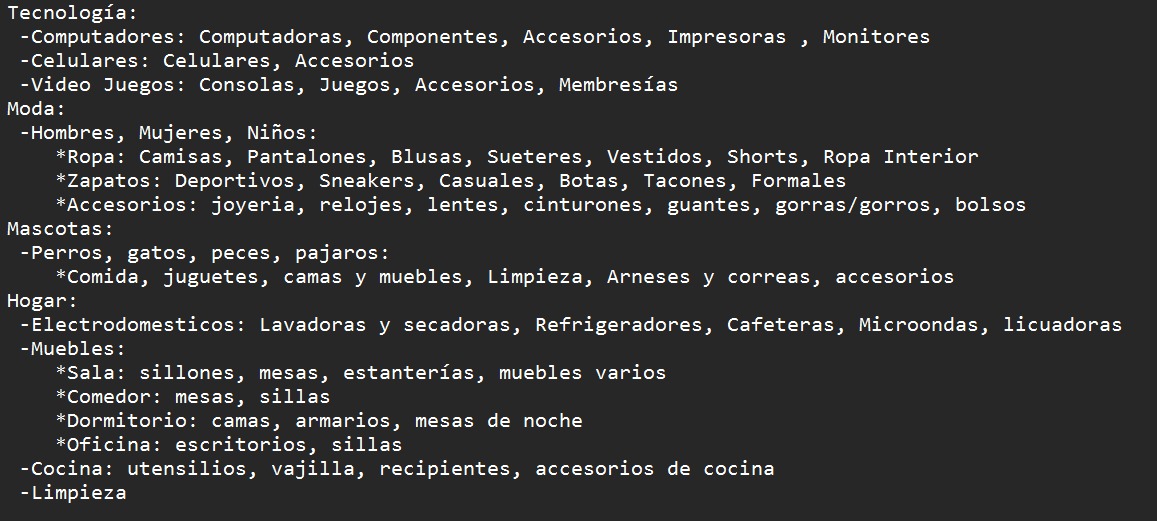 Tecnología:
 -Computadores: Computadoras, Componentes, Accesorios, Impresoras , Monitores
 -Celulares: Celulares, Accesorios
 -Video Juegos: Consolas, Juegos, Accesorios, Membresías
Moda:
 -Hombres, Mujeres, Niños:
    *Ropa: Camisas, Pantalones, Blusas, Sueteres, Vestidos, Shorts, Ropa Interior
    *Zapatos: Deportivos, Sneakers, Casuales, Botas, Tacones, Formales
    *Accesorios: joyeria, relojes, lentes, cinturones, guantes, gorras/gorros, bolsos
Mascotas:
 -Perros, gatos, peces, pajaros:
    *Comida, juguetes, camas y muebles, Limpieza, Arneses y correas, accesorios
Hogar:
 -Electrodomesticos: Lavadoras y secadoras, Refrigeradores, Cafeteras, Microondas, licuadoras
 -Muebles:
    *Sala: sillones, mesas, estanterías, muebles varios
    *Comedor: mesas, sillas
    *Dormitorio: camas, armarios, mesas de noche
    *Oficina: escritorios, sillas
 -Cocina: utensilios, vajilla, recipientes, accesorios de cocina
 -Limpieza